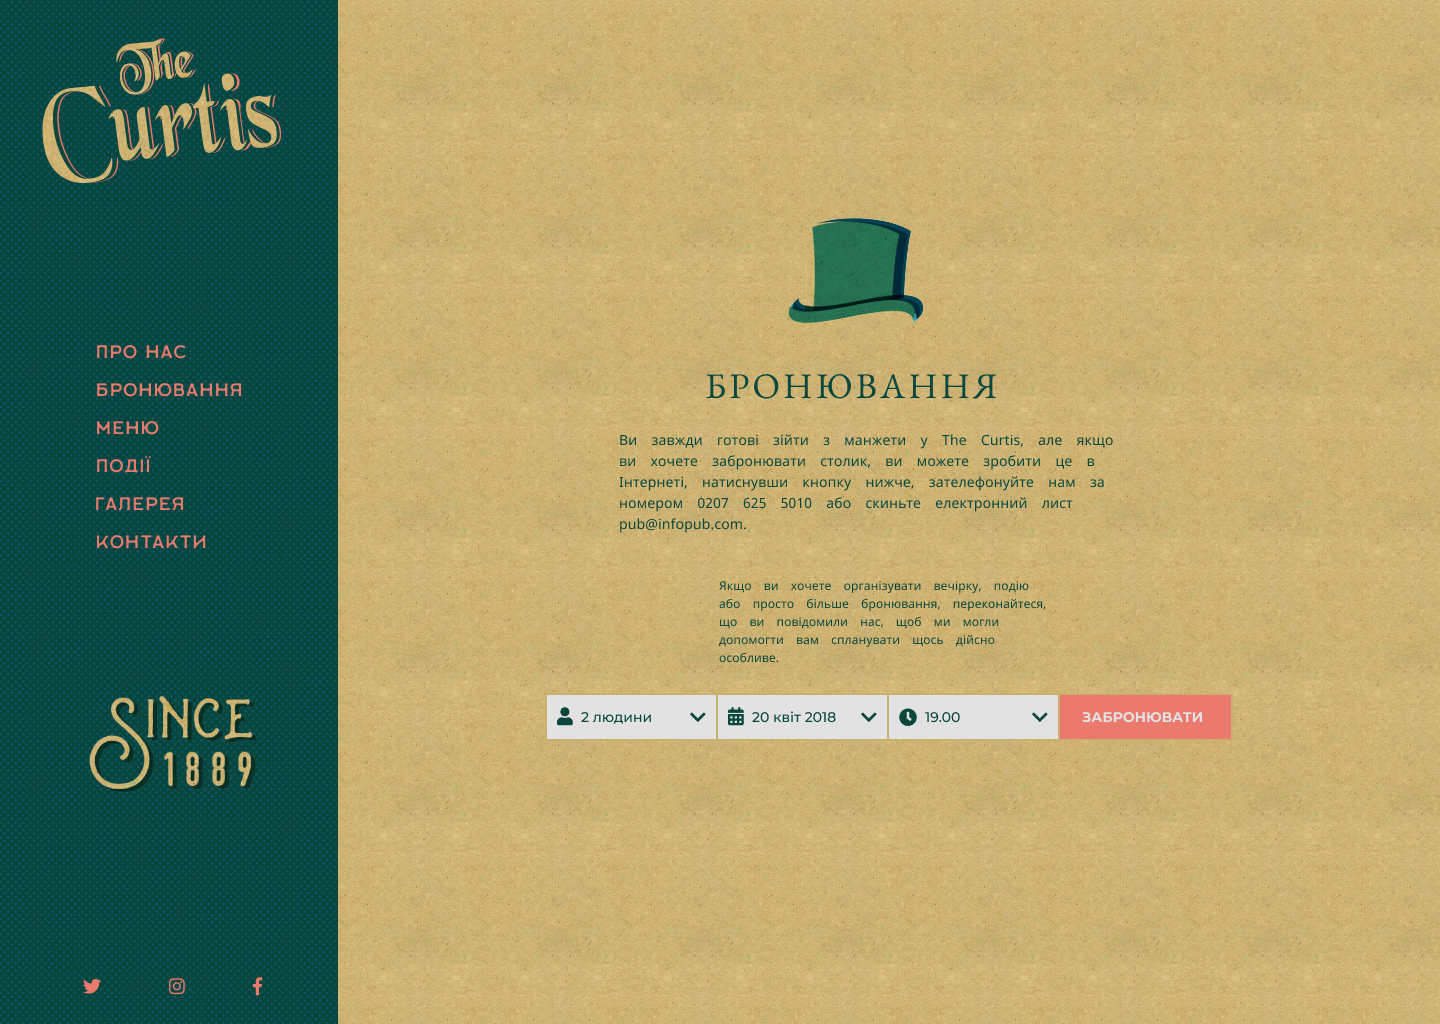 The
Curtis
ПРО НАС
БРОНЮВАННЯ
МЕНЮ
ПОДІЇ
ГАЛЕРЕЯ
КОНТАКТИ
SINCE
1889
БРОНЮВАННЯ
Ви завжди готові зійти з манжети у The Curtis, але якщо
ви хочете забронювати столик, ви можете зробити це в
Інтернеті, натиснувши кнопку нижче, зателефонуйте нам за
номером 0207 625 5010 або скиньте електронний лист
pub@infopub.com.
Якщо ви хочете організувати вечірку, подію
або просто більше бронювання, переконайтеся,
що ви повідомили нас, щоб ми могли
допомогти вам спланувати щось дійсно
особливе.
2 людини
20 квіт 2018
19.00
ЗАБРОНЮВАТИ